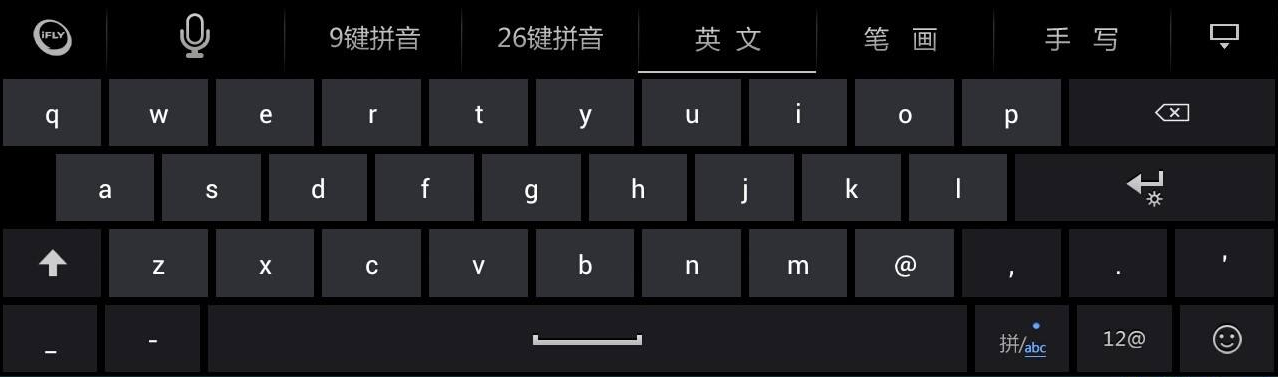 iFLY 9键拼音 26键拼音 英文 笔画 手写
q w e r t y u i o p
a s d f g h j k l
z x c v b n m @ , . '
_ - 拼/abc 12@